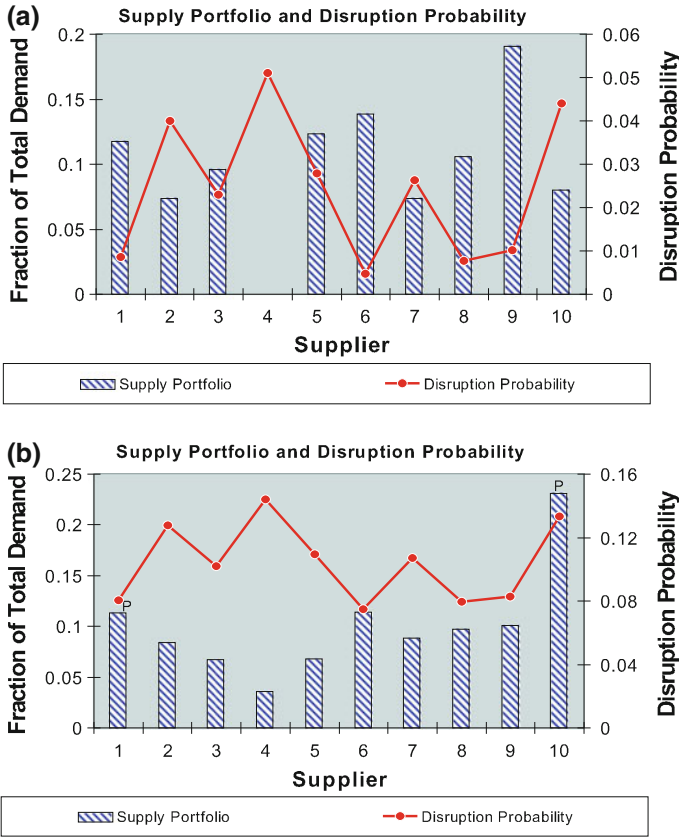 (a)
Supply Portfolio and Disruption Probability
Fraction of Total Demand
0.2
0.15
0.1
0.05
0
0.06
0.05
0.04
0.03
0.02
0.01
0
Disruption Probability
1 2 3 4 5 6 7 8 9 10
Supplier
Supply Portfolio Disruption Probability
(b)
Supply Portfolio and Disruption Probability
Fraction of Total Demand
0.25
0.2
0.15
0.1
0.05
0
P
P
0.16
0.12
0.08
0.04
0
Disruption Probability
1 2 3 4 5 6 7 8 9 10
Supplier
Supply Portfolio Disruption Probability